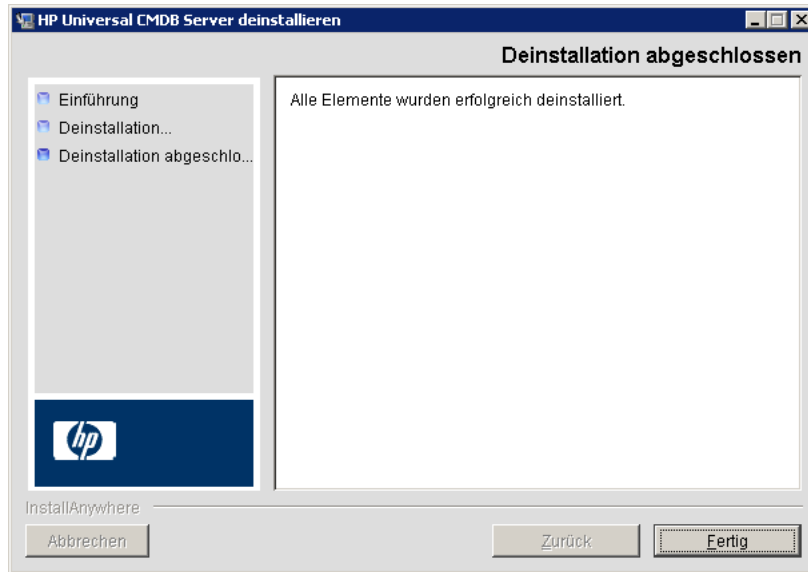 HP Universal CMDB Server deinstallieren
Deinstallation abgeschlossen
Einführung
Deinstallation...
Deinstallation abgeschlo...
Alle Elemente wurden erfolgreich deinstalliert.
hp
InstallAnywhere
Abbrechen
Zurück
Fertig